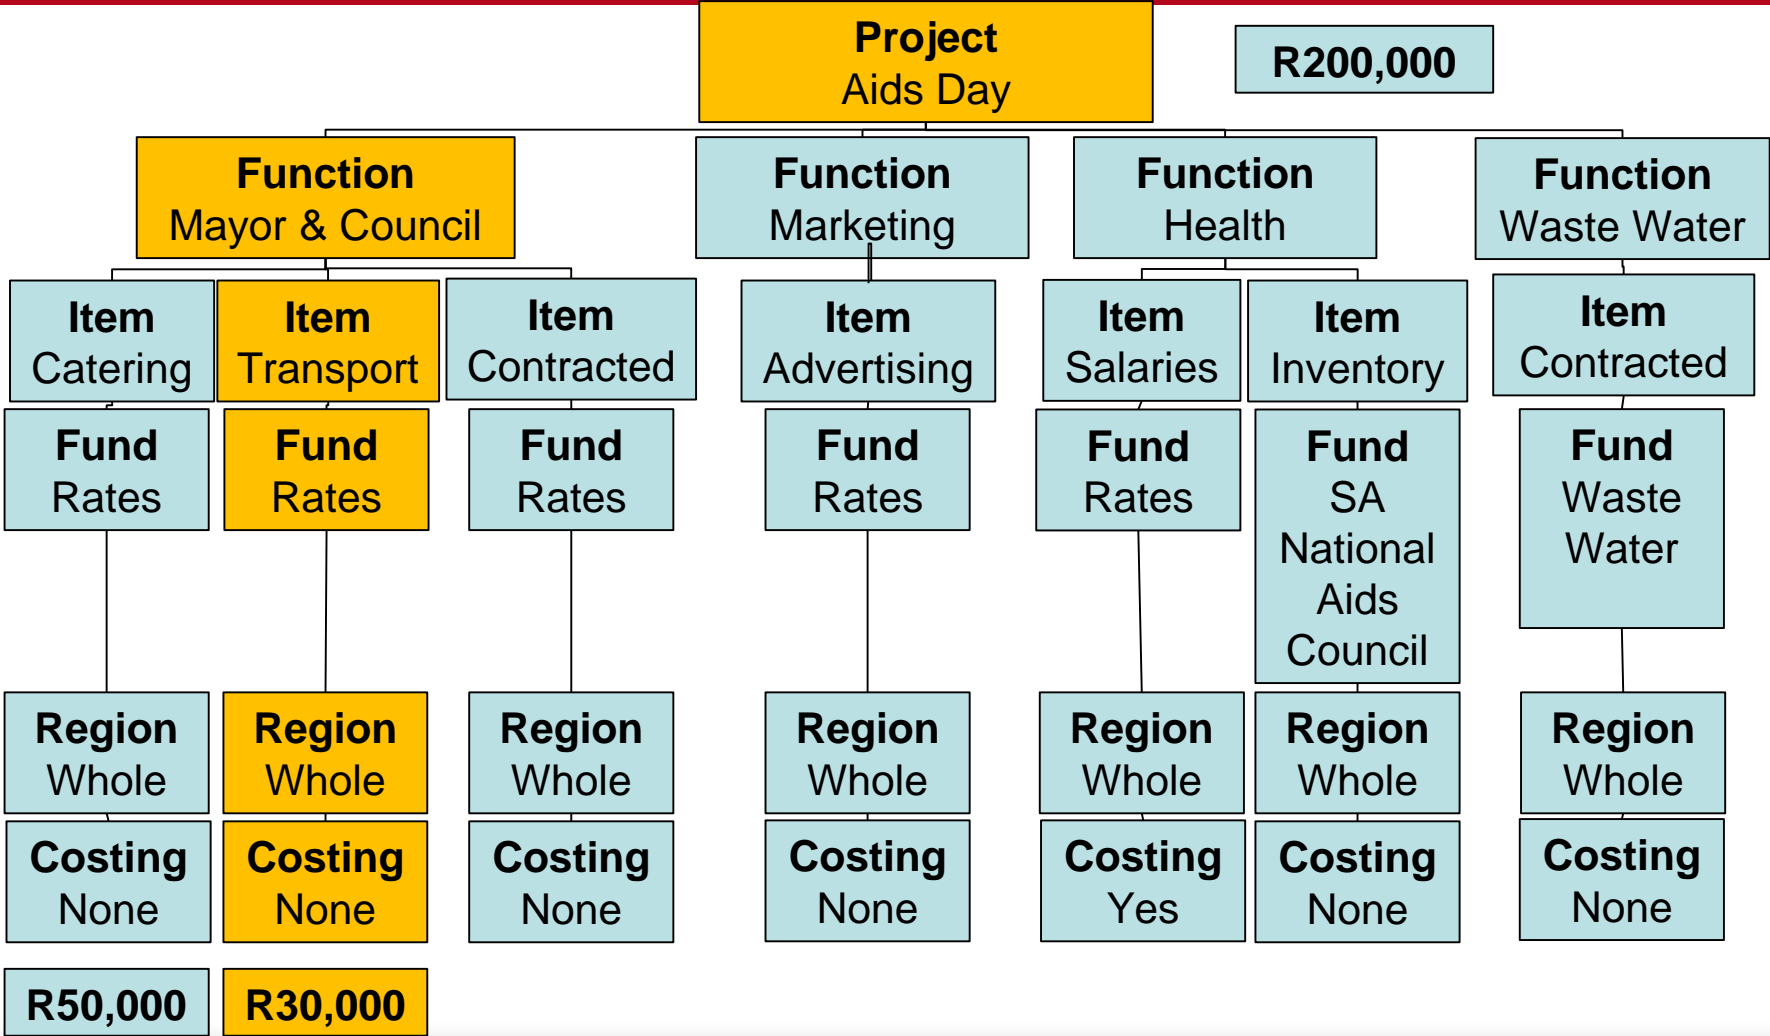 Project
Aids Day
R200,000
Function
Mayor & Council
Function
Marketing
Function
Health
Function
Waste Water
Item
Catering
Item
Transport
Item
Contracted
Item
Advertising
Item
Salaries
Item
Inventory
Item
Contracted
Fund
Rates
Fund
Rates
Fund
Rates
Fund
Rates
Fund
Rates
Fund
SA
National
Aids
Council
Fund
Waste
Water
Region
Whole
Region
Whole
Region
Whole
Region
Whole
Region
Whole
Region
Whole
Region
Whole
Costing
None
Costing
None
Costing
None
Costing
None
Costing
Yes
Costing
None
Costing
None
R50,000
R30,000